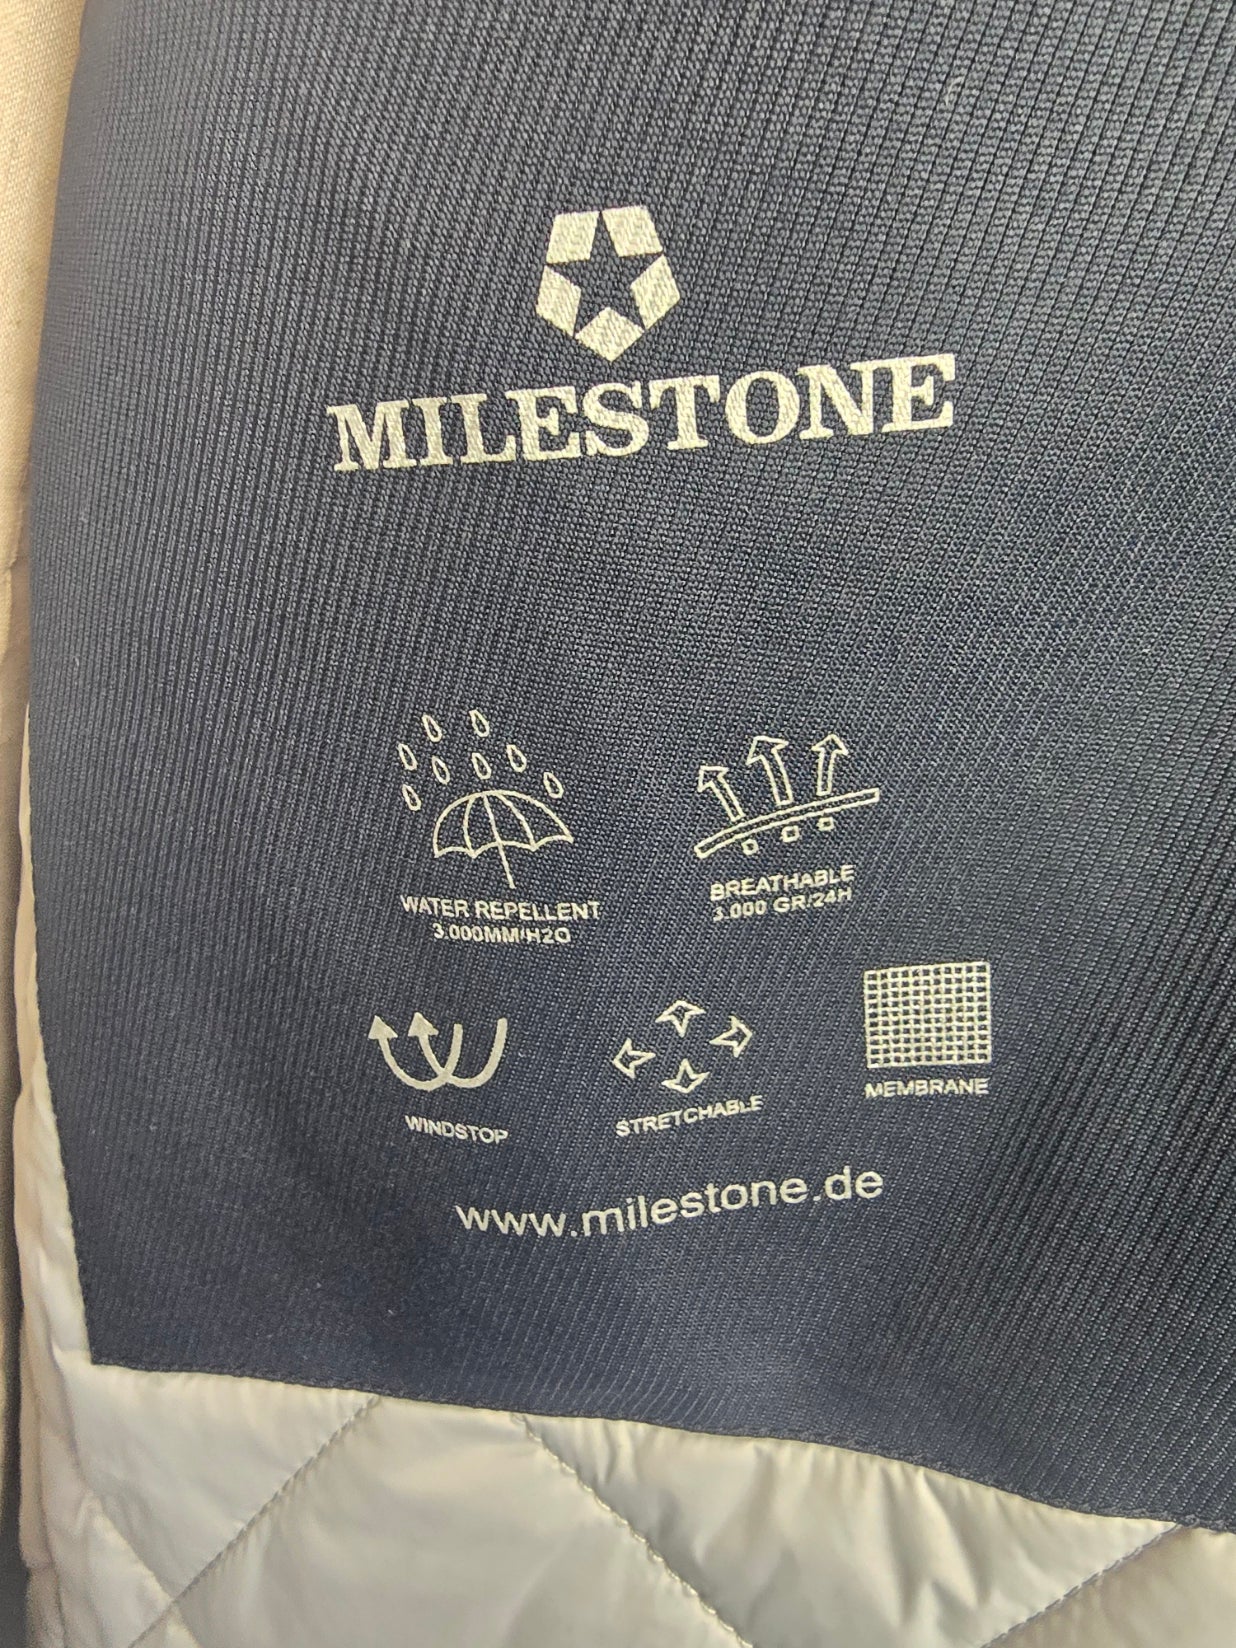 MILESTONE
WATER REPELLENT
3.000MM/H2O
BREATHABLE
3.000 GR/24H
WINDSTOP
STRETCHABLE
MEMBRANE
www.milestone.de